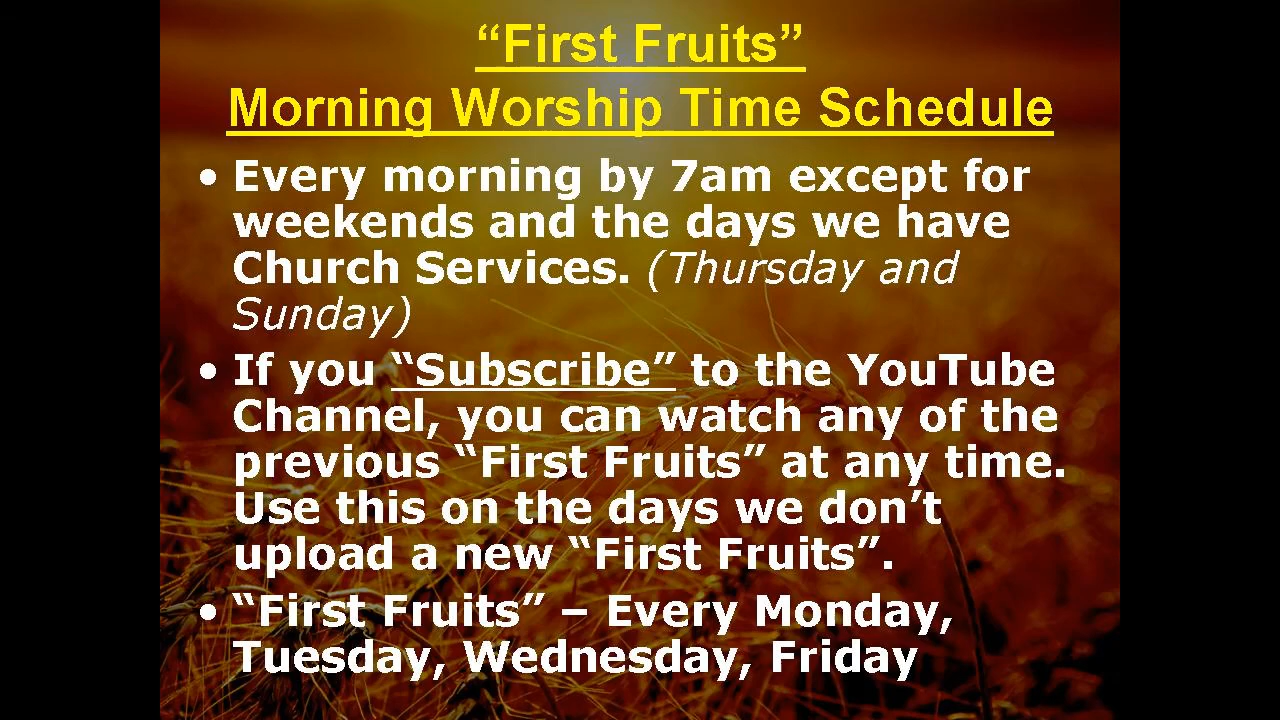 “First Fruits”
Morning Worship Time Schedule
• Every morning by 7am except for
weekends and the days we have
Church Services. (Thursday and
Sunday)
• If you “Subscribe” to the YouTube
Channel, you can watch any of the
previous “First Fruits” at any time.
Use this on the days we don’t
upload a new “First Fruits”.
• “First Fruits” – Every Monday,
Tuesday, Wednesday, Friday